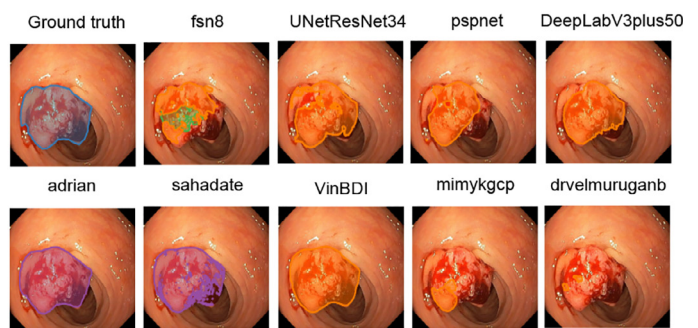 Ground truth fsn8 UNetResNet34 pspnet DeepLabV3plus50
adrian sahadate VinBDI mimykgcp drvelmuruganb